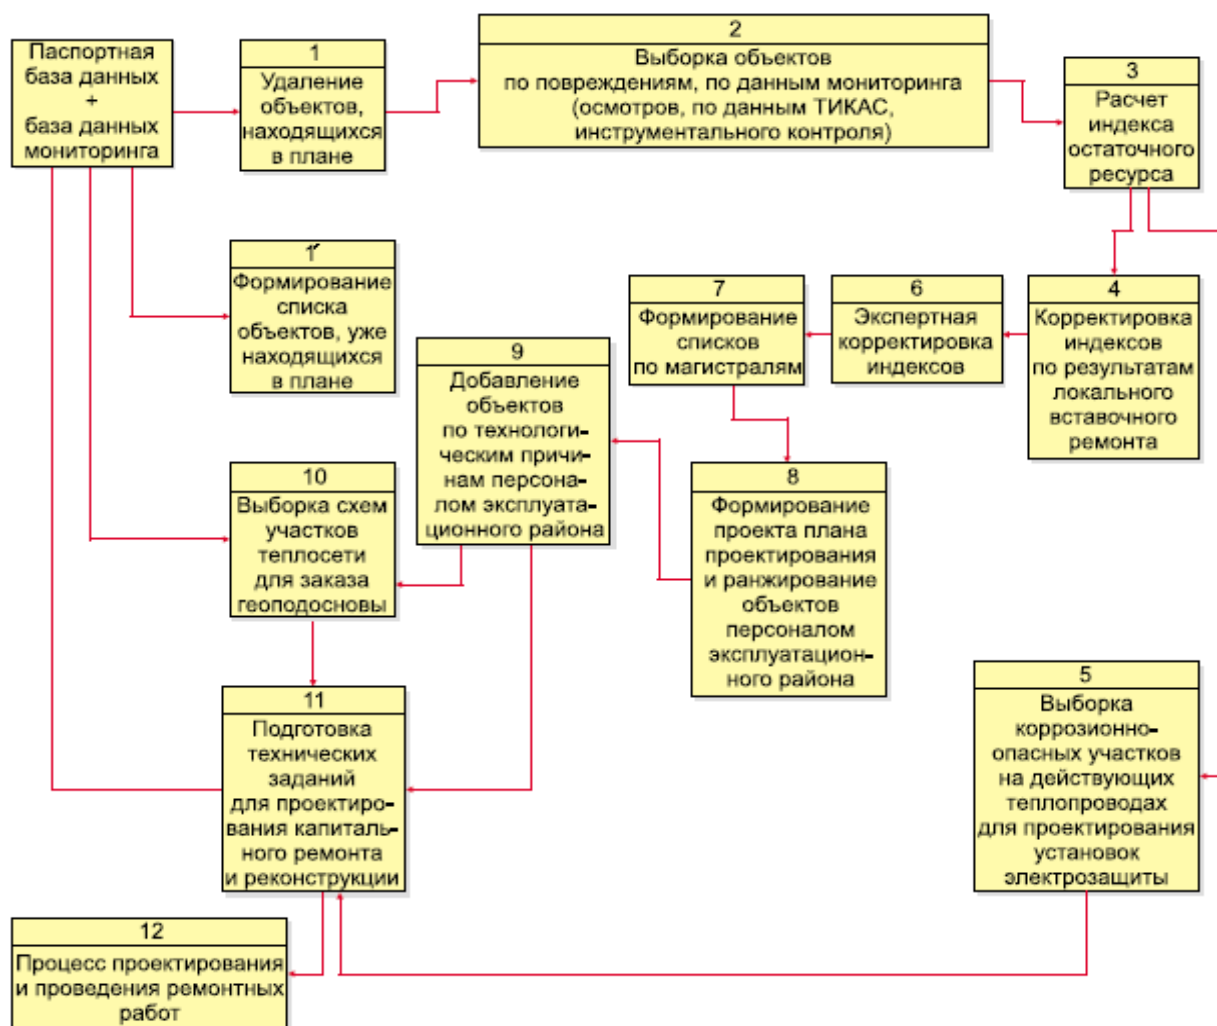 Паспортная
база данных
+
база данных
мониторинга
1
Удаление
объектов,
находящихся
в плане
2
Выборка объектов
по повреждениям, по данным мониторинга
(осмотров, по данным ТИКАС,
инструментального контроля)
3
Расчет
индекса
остаточного
ресурса
1'
Формирование
списка
объектов, уже
находящихся
в плане
4
Корректировка
индексов
по результатам
локального
вставочного
ремонта
6
Экспертная
корректировка
индексов
7
Формирование
списков
по магистралям
8
Формирование
проекта плана
проектирования
и ранжирование
объектов
персоналом
эксплуатацион-
ного района
9
Добавление
объектов
по технологи-
ческим причи-
нам персона-
лом эксплуата-
ционного района
10
Выборка схем
участков
теплосети
для заказа
геоподосновы
11
Подготовка
технических
заданий
для проектиро-
вания капиталь-
ного ремонта
и реконструкции
5
Выборка
коррозионно-
опасных участков
на действующих
теплопроводах
для проектирования
установок
электрозащиты
12
Процесс проектирования
и проведения ремонтных
работ